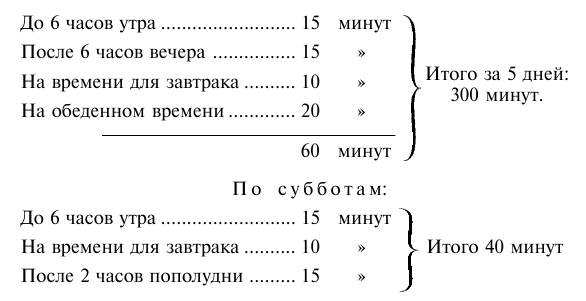 До 6 часов утра ........................... 15 минут
После 6 часов вечера ................ 15 »
На времени для завтрака .......... 10 »
На обеденном времени ............. 20 »
Итого за 5 дней:
300 минут.
60 минут
По субботам:
До 6 часов утра ........................... 15 минут
На времени для завтрака .......... 10 »
После 2 часов пополудни ......... 15 »
Итого 40 минут